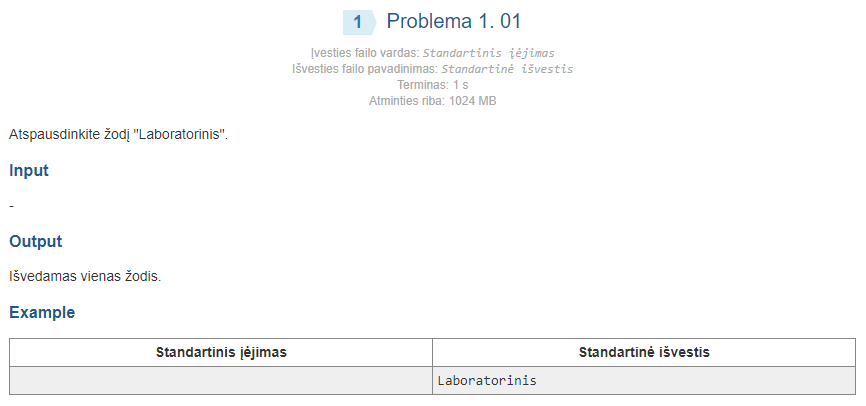 1 Problema 1. 01
Įvesties failo vardas: Standartinis įėjimas
Išvesties failo pavadinimas: Standartinė išvestis
Terminas: 1 s
Atminties riba: 1024 MB
Atspausdinkite žodį "Laboratorinis".
Input
-
Output
Išvedamas vienas žodis.
Example
Standartinis įėjimas Standartinė išvestis
Laboratorinis